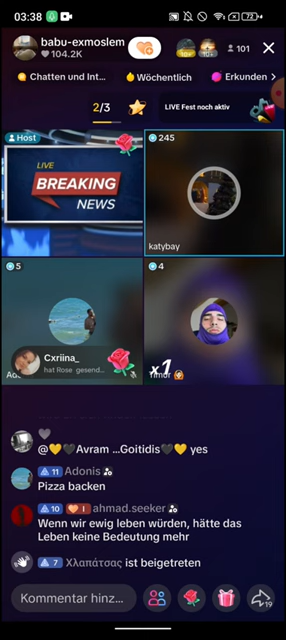 03:38
72
babu-exmoslem
104.2K
10+
10+
101
Chatten und Int...
Wöchentlich
Erkunden
2/3
LIVE Fest noch aktiv
Host
245
LIVE
BREAKING
NEWS
katybay
5
4
Cxriina_
hat Rose gesend...
x1
@💛🖤Avram ...Goitidis🖤💛 yes
11 Adonis
Pizza backen
10 I ahmad.seeker
Wenn wir ewig leben würden, hätte das
Leben keine Bedeutung mehr
7 Χλαπάτσας ist beigetreten
Kommentar hinz...
19